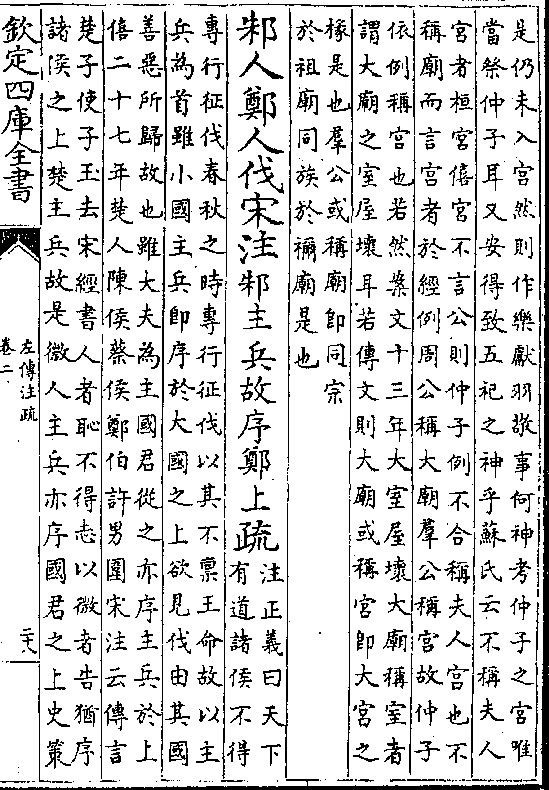 是仍未入宫然則作樂獻羽敬事何神考仲子之宫唯
當祭仲子耳又安得致五祀之神乎蘇氏云不稱夫人
宫者桓宫僖宫不言公則仲子例不合稱夫人宫也不
稱廟而言宫者於經例周公稱大廟羣公稱宫故仲子
依例稱宫也若然案文十三年大室屋壞大廟稱室者
謂大廟之室屋壞耳若傳文則大廟或稱宫即大宫之
椽是也羣公或稱廟即同宗
於祖廟同族於禰廟是也
邾人鄭人伐宋注邾主兵故序鄭上疏
注正義曰天下
有道諸侯不得
專行征伐春秋之時專行征伐以其不禀王命故以主
兵為首雖小國主兵即序於大國之上欲見伐由其國
善惡所歸故也雖大夫為主國君從之亦序主兵於上
僖二十七年楚人陳侯蔡侯鄭伯許男圍宋注云傳言
楚子使子玉去宋經書人者恥不得志以微者告猶序
諸侯之上楚主兵故是微人主兵亦序國君之上史策
欽定四庫全書
左傳注疏
卷二
二十八